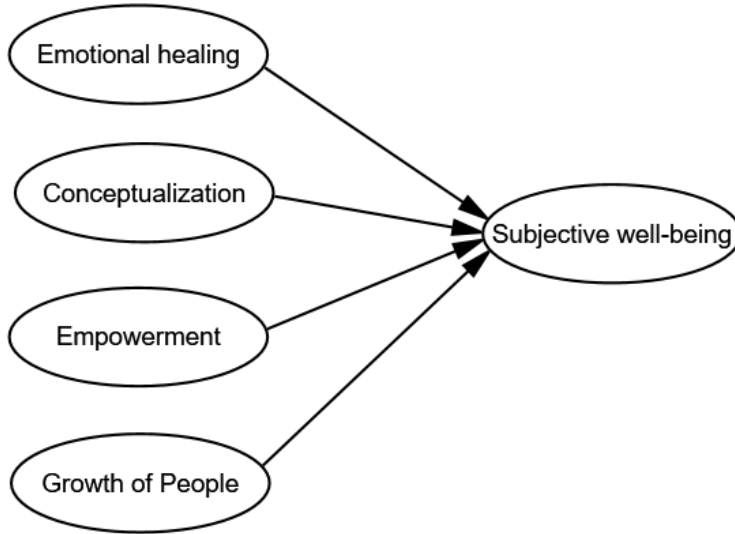 Emotional healing
Conceptualization
Subjective well-being
Empowerment
Growth of People